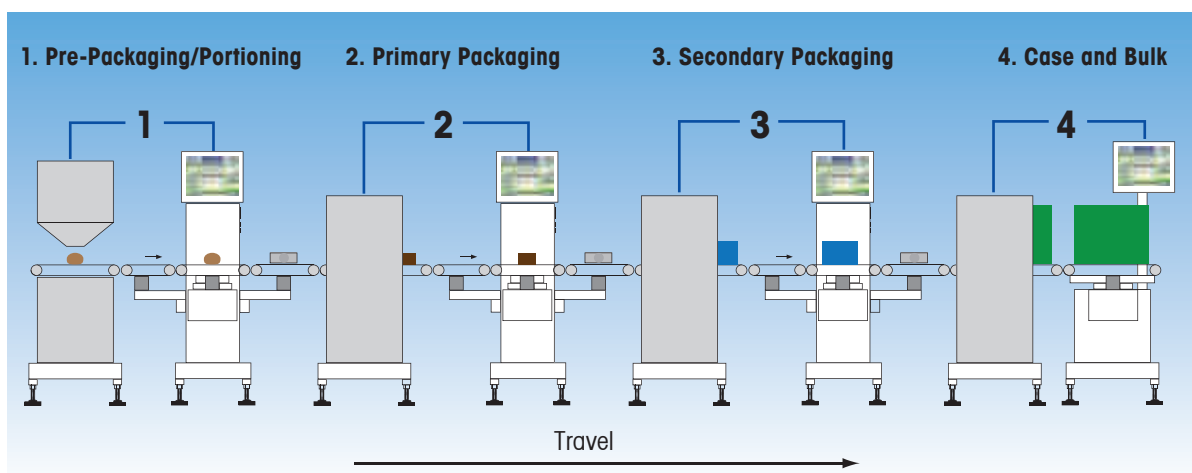 1. Pre-Packaging/Portioning
2. Primary Packaging
3. Secondary Packaging
4. Case and Bulk
1
2
3
4
Travel